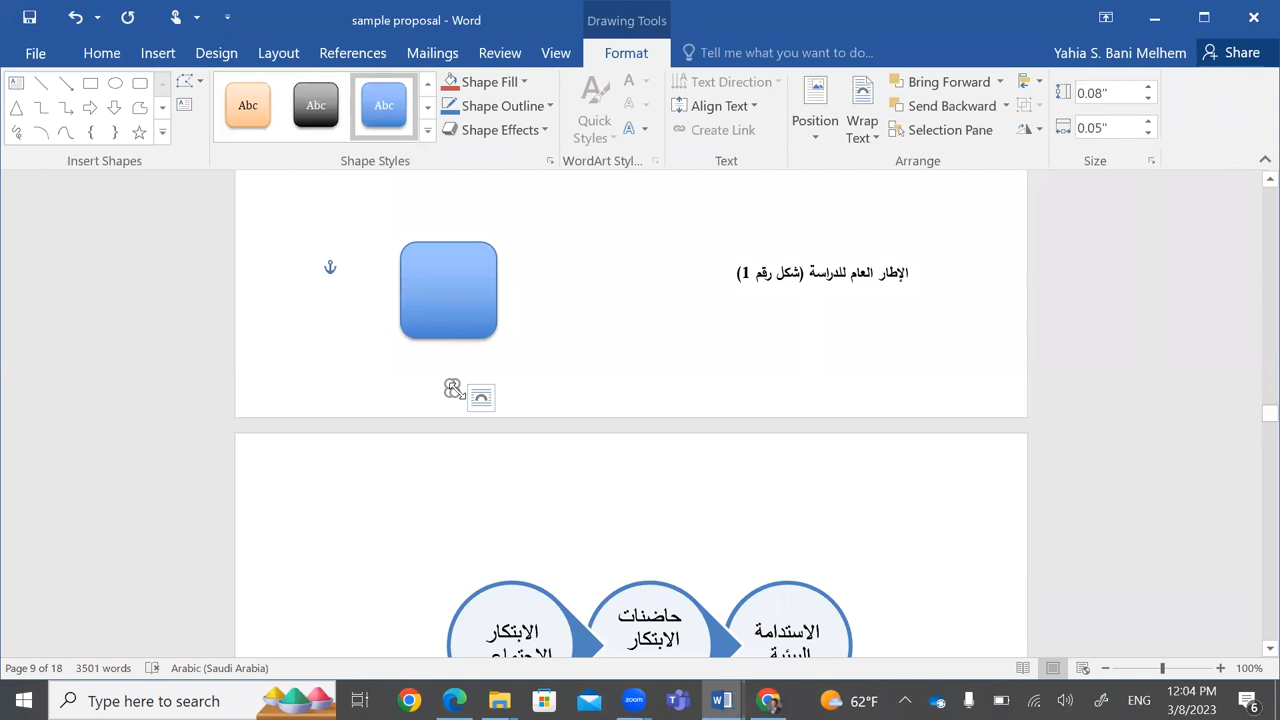 sample proposal - Word
Drawing Tools
File Home Insert Design Layout References Mailings Review View Format Tell me what you want to do... Yahia S. Bani Melhem Share
Abc Abc Abc
Shape Fill
Shape Outline
Shape Effects
Quick Styles
Text Direction
Align Text
Create Link
Position
Wrap Text
Bring Forward
Send Backward
Selection Pane
0.08"
0.05"
Insert Shapes Shape Styles WordArt Styl... Text Arrange Size
الإطار العام للدراسة (شكل رقم 1)
الاستدامة
البيئية
حاضنات
الابتكار
الابتكار
الاجتماعي
Page 9 of 18 3501 words Arabic (Saudi Arabia) 100%
Type here to search
zoom
62°F
ENG
12:04 PM
3/8/2023
6